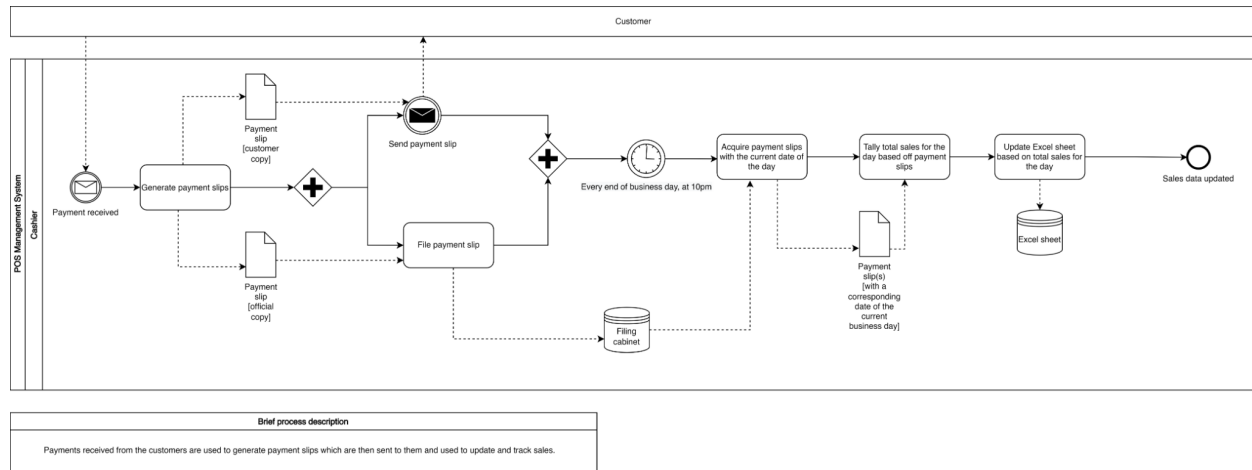 Customer
POS Management System
Cashier
Payment received
Generate payment slips
Payment
slip
[customer
copy]
Payment
slip
[official
copy]
Send payment slip
File payment slip
Filing
cabinet
Every end of business day, at 10pm
Acquire payment slips
with the current date of
the day
Payment
slip(s)
[with a
corresponding
date of the
current
business day]
Tally total sales for the
day based off payment
slips
Update Excel sheet
based on total sales for
the day
Excel sheet
Sales data updated
Brief process description
Payments received from the customers are used to generate payment slips which are then sent to them and used to update and track sales.